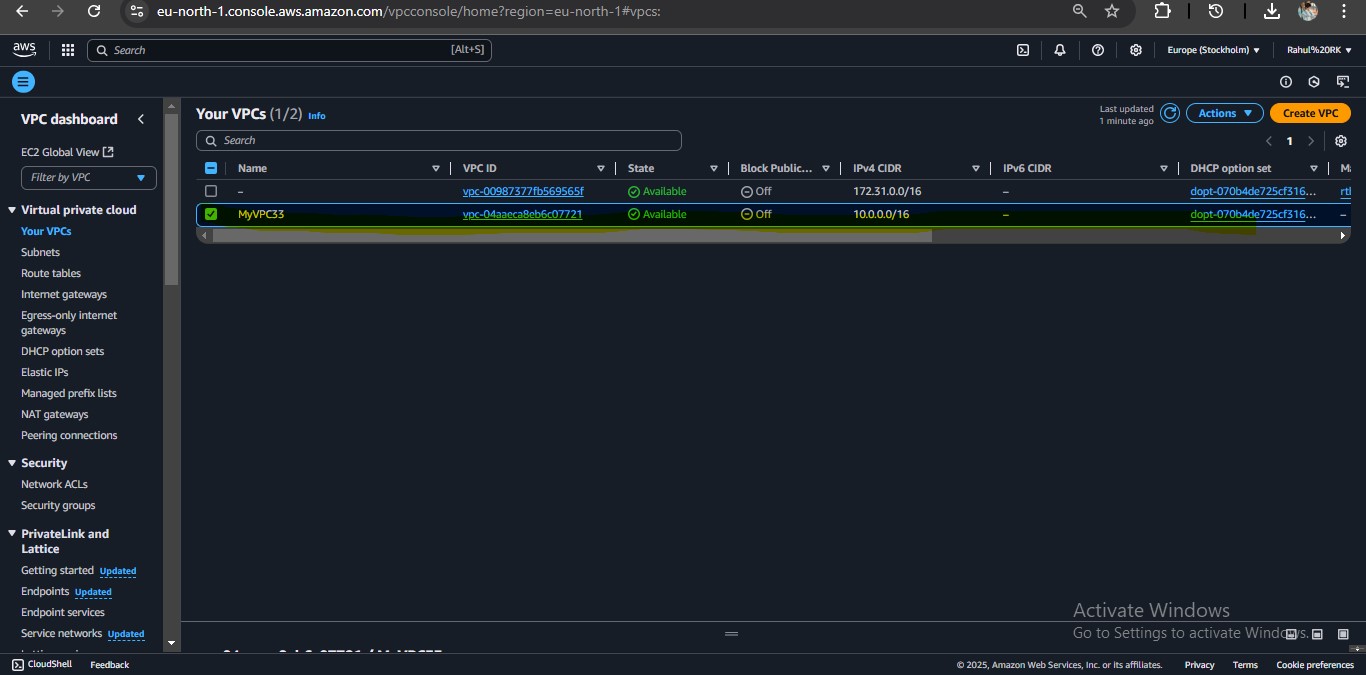 eu-north-1.console.aws.amazon.com/vpcconsole/home?region=eu-north-1#vpcs:
aws
Search [Alt+S]
Europe (Stockholm) ▼
Rahul%20RK ▼
VPC dashboard
EC2 Global View
Filter by VPC
Virtual private cloud
Your VPCs
Subnets
Route tables
Internet gateways
Egress-only internet
gateways
DHCP option sets
Elastic IPs
Managed prefix lists
NAT gateways
Peering connections
Security
Network ACLs
Security groups
PrivateLink and
Lattice
Getting started Updated
Endpoints Updated
Endpoint services
Service networks Updated
Your VPCs (1/2) Info
Last updated
1 minute ago
Actions
Create VPC
Search
1
Name VPC ID State Block Public... IPv4 CIDR IPv6 CIDR DHCP option set
– vpc-00987377fb569565f Available Off 172.31.0.0/16 – dopt-070b4de725cf316...
MyVPC33 vpc-04aaeca8eb6c07721 Available Off 10.0.0.0/16 – dopt-070b4de725cf316... –
Activate Windows
Go to Settings to activate Windows.
CloudShell Feedback
© 2025, Amazon Web Services, Inc. or its affiliates. Privacy Terms Cookie preferences